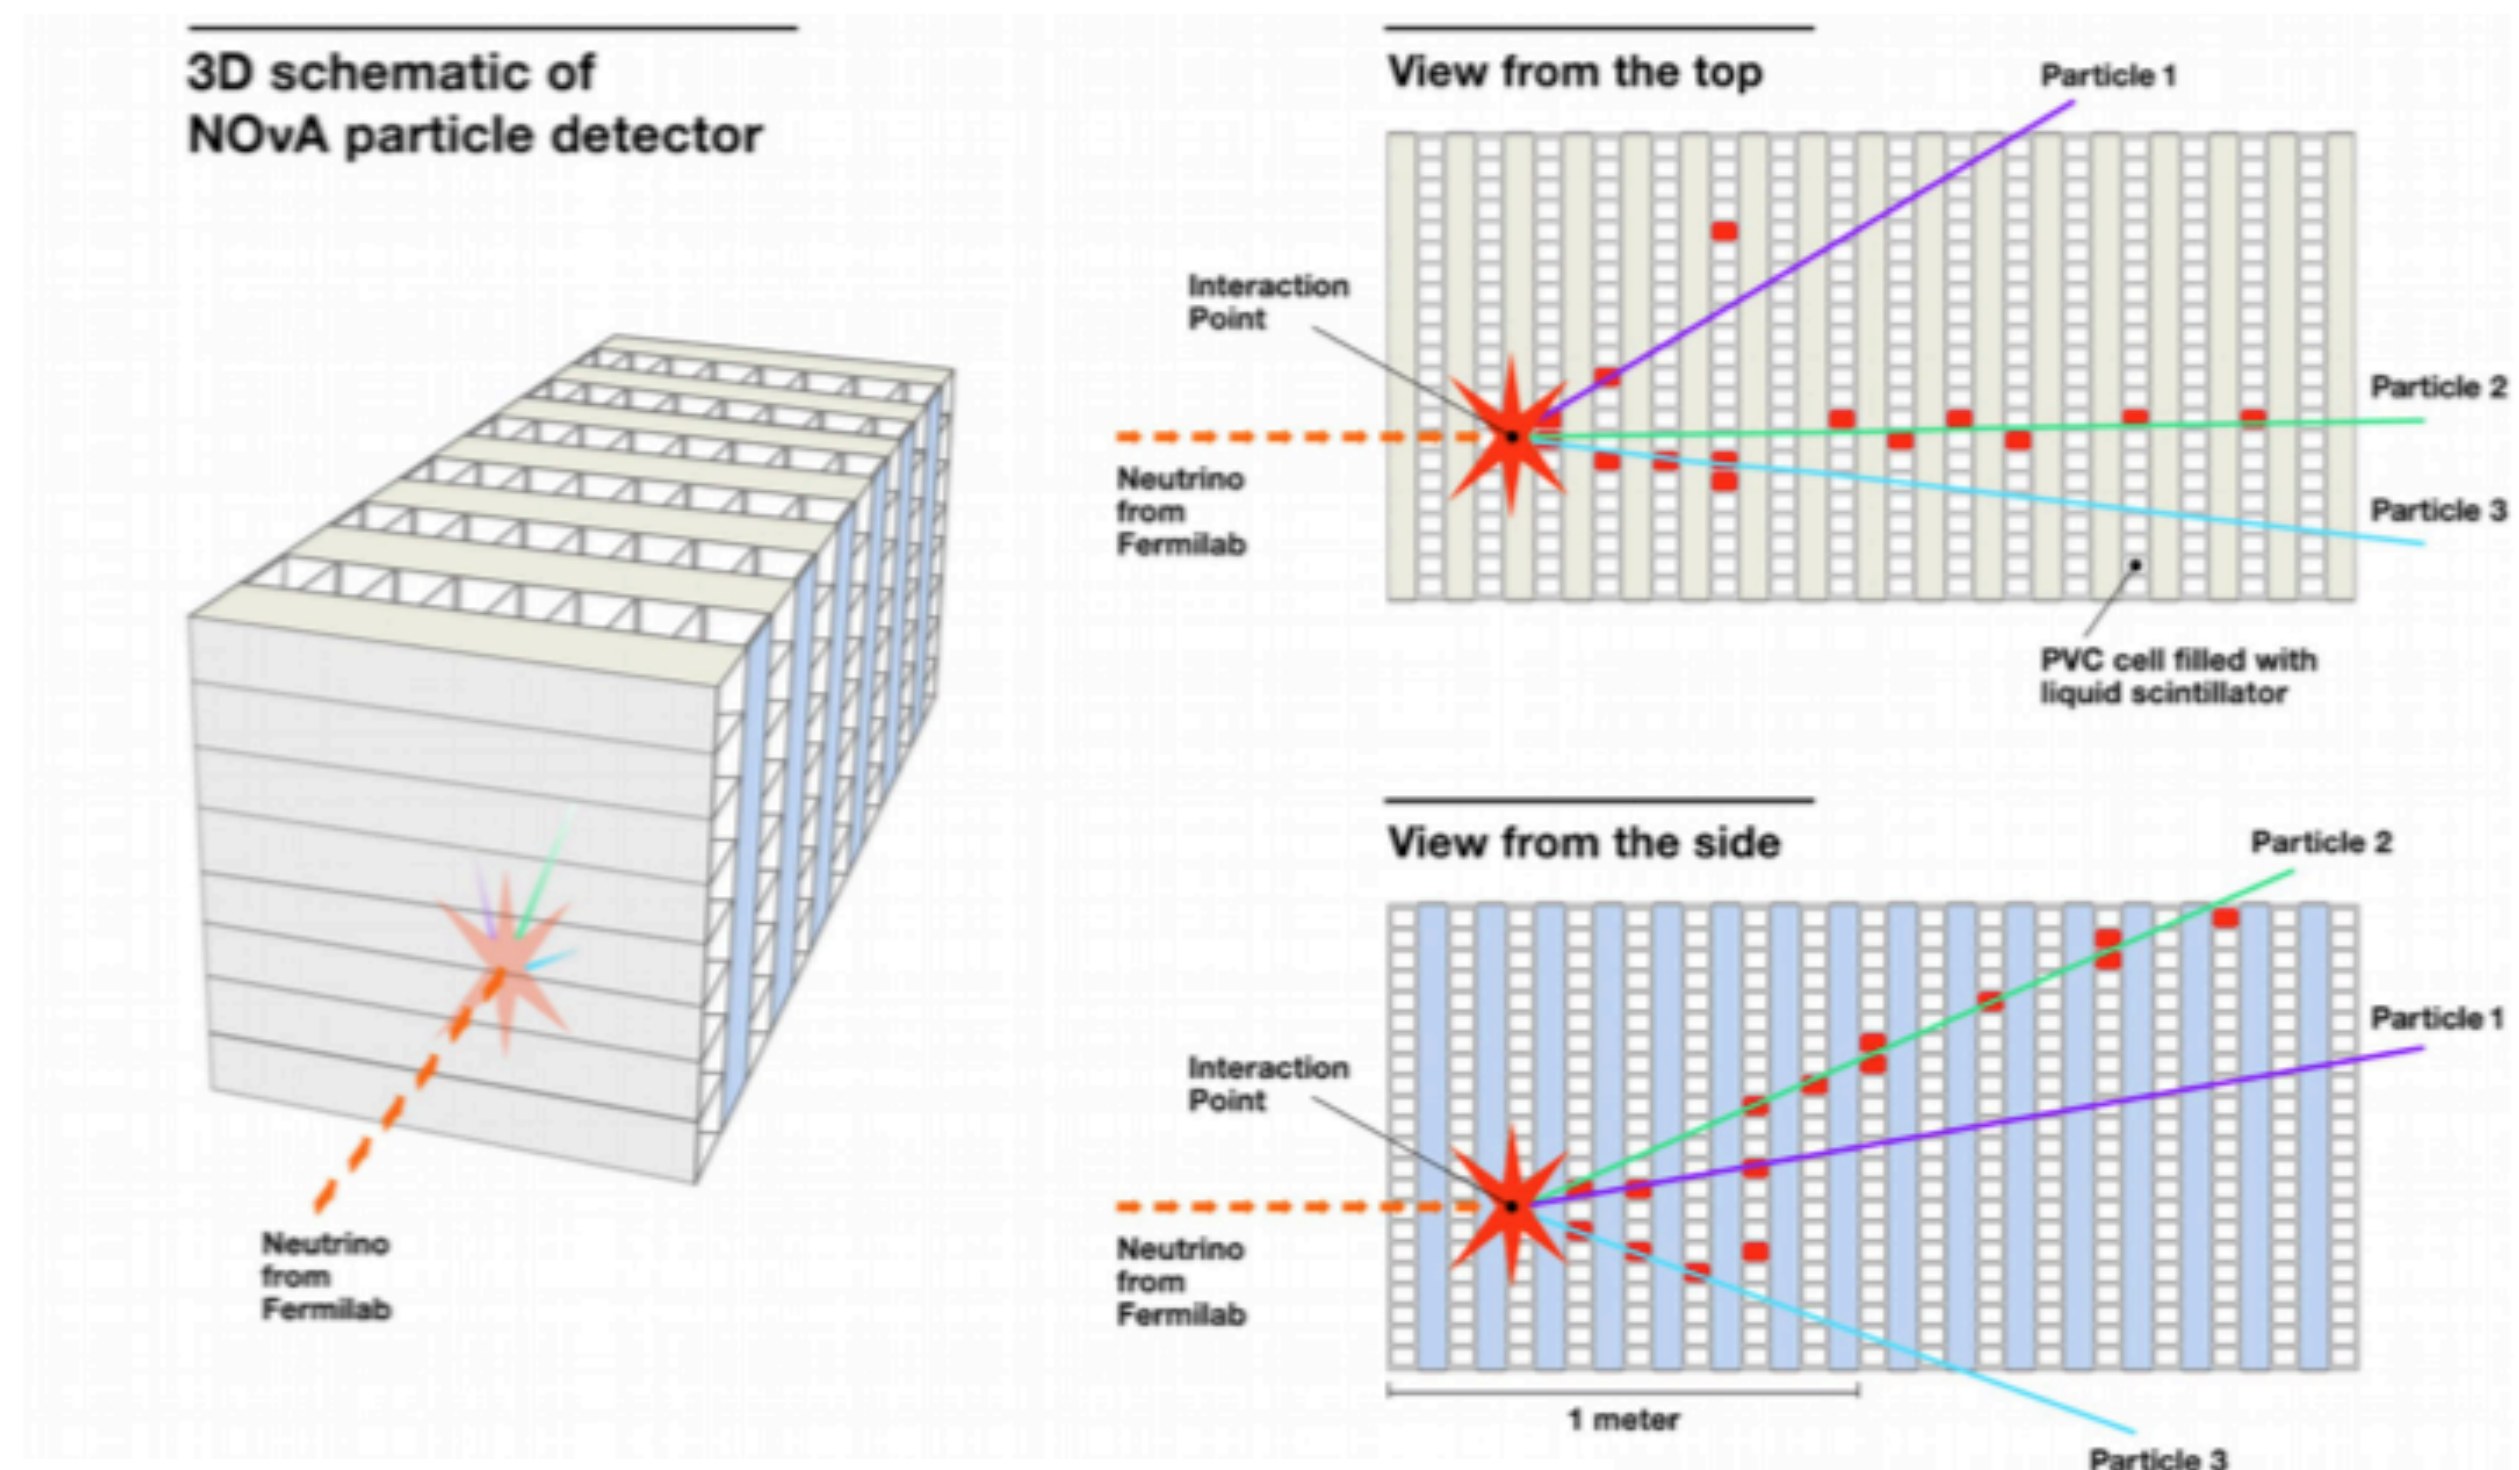 3D schematic of
NOvA particle detector
Neutrino
from
Fermilab
View from the top
Particle 1
Interaction
Point
Particle 2
Neutrino
from
Fermilab
Particle 3
PVC cell filled with
liquid scintillator
View from the side
Particle 2
Particle 1
Interaction
Point
Neutrino
from
Fermilab
1 meter
Particle 3